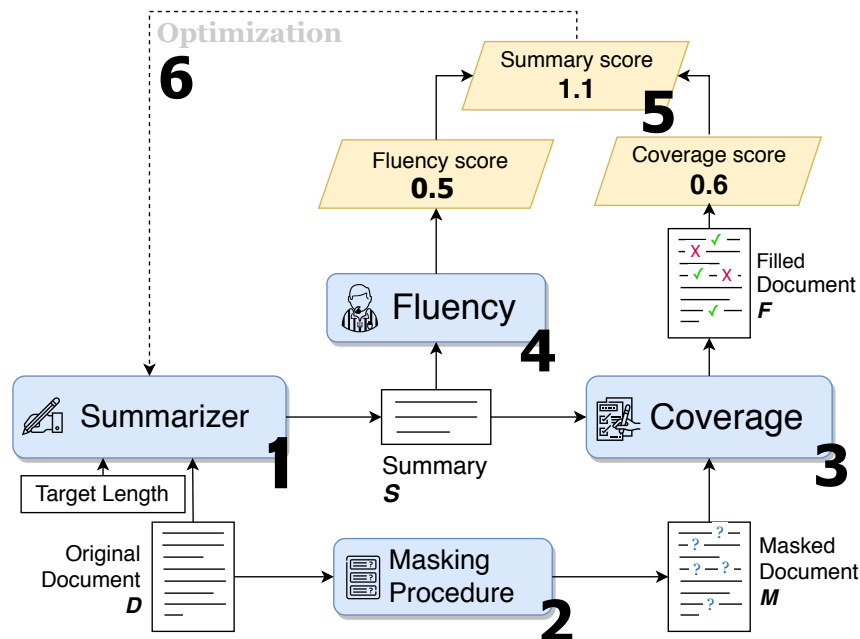 Optimization
6
Summary score
1.1
5
Fluency score
0.5
Coverage score
0.6
✓
X
✓ X
✓
Filled
Document
F
Fluency
4
Summarizer
1
Summary
S
Coverage
3
Target Length
Original
Document
D
Masking
Procedure
2
?
?
? ?
?
Masked
Document
M